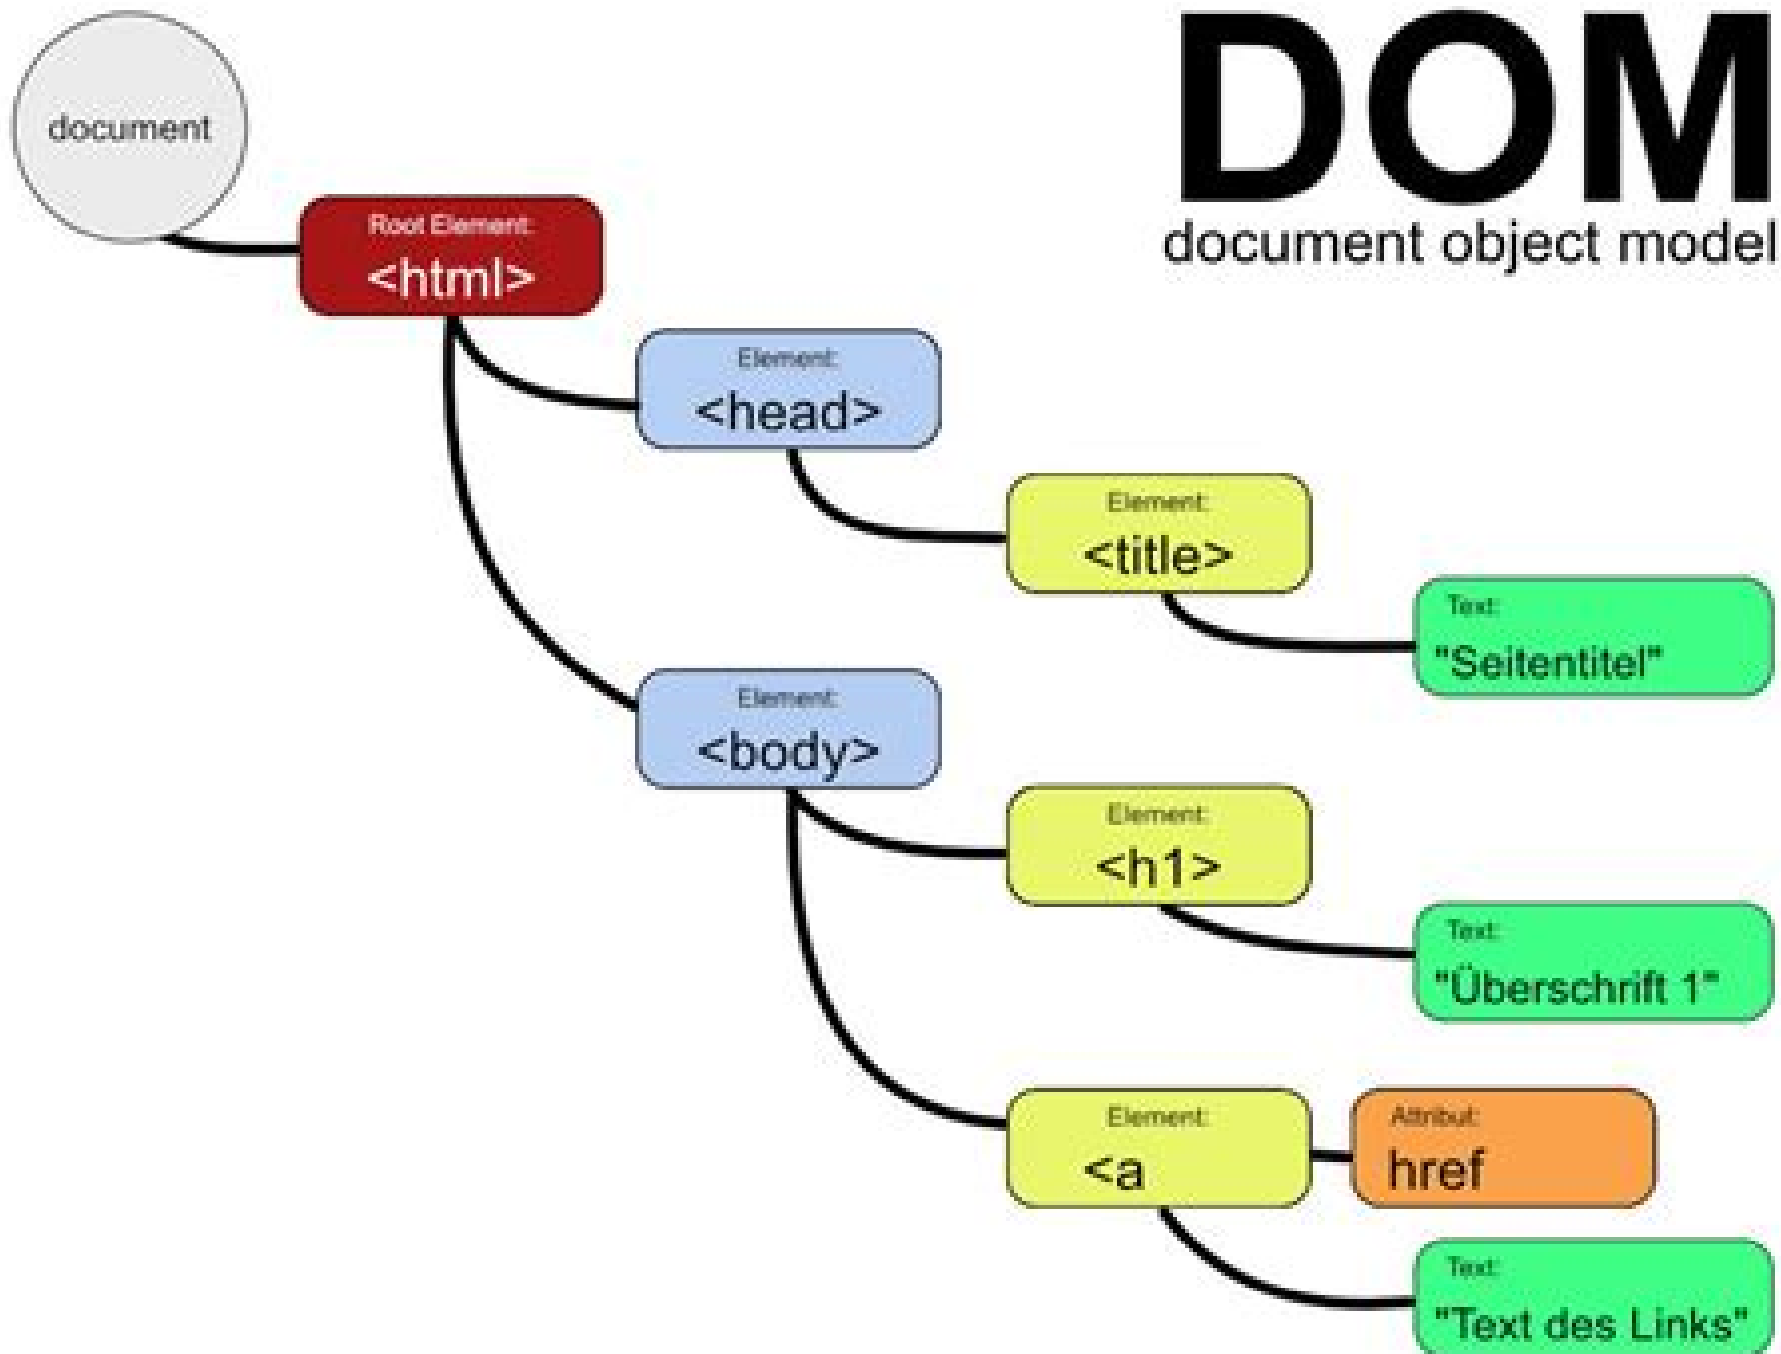 DOM
document object model
document
Root Element:
<html>
Element:
<head>
Element:
<title>
Text:
"Seitentitel"
Element:
<body>
Element:
<h1>
Text:
"Überschrift 1"
Element:
<a
Attribut:
href
Text:
"Text des Links"